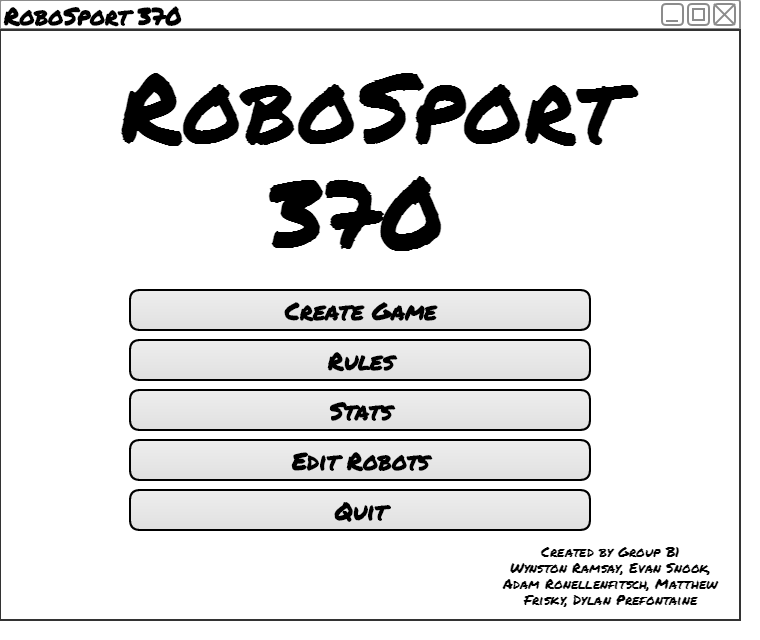 RoboSport 370
RoboSport
370
Create Game
Rules
Stats
Edit Robots
Quit
Created by Group B1
Wynston Ramsay, Evan Snook,
Adam Ronellenfitsch, Matthew
Frisky, Dylan Prefontaine